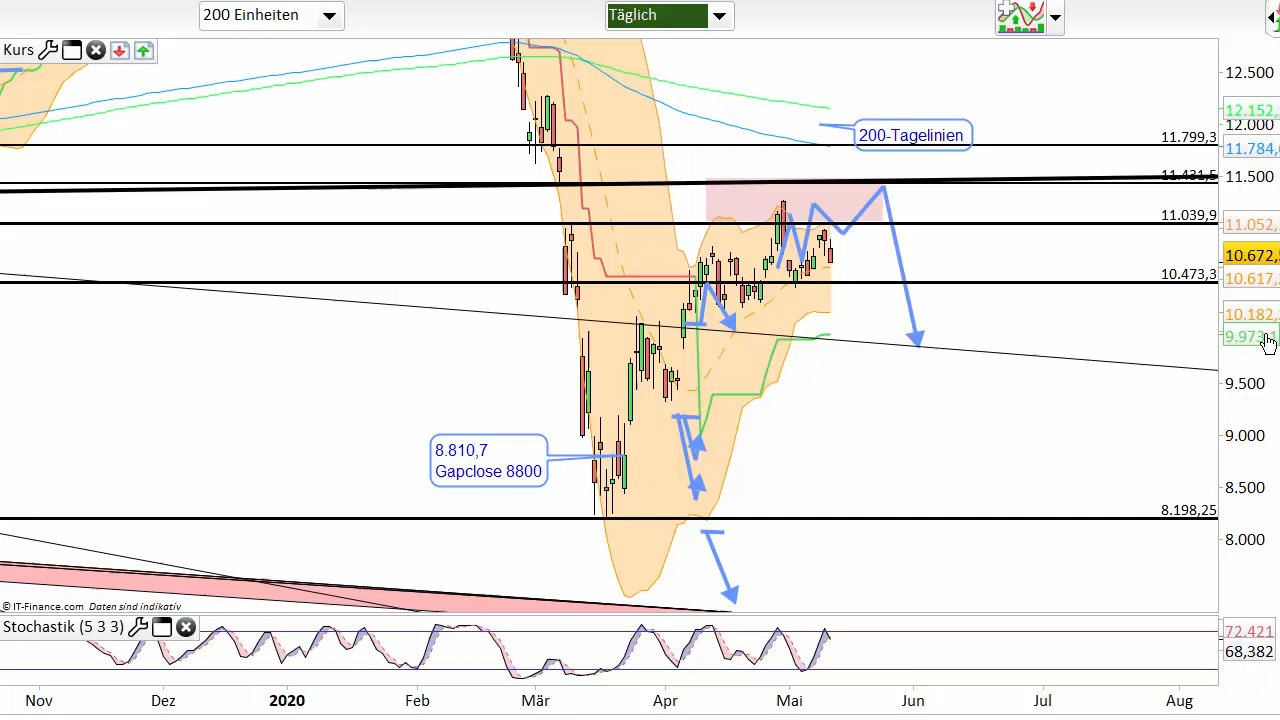 200 Einheiten
Täglich
Kurs
12.500
12.152,
12.000
200-Tagelinien
11.799,3
11.784,
11.431,5
11.500
11.039,9
11.052,
10.672,
10.473,3
10.617,
10.182,
9.973,1
9.500
9.000
8.810,7
Gapclose 8800
8.500
8.198,25
8.000
© IT-Finance.com Daten sind indikativ
Stochastik (5 3 3)
72,421
68,382
Nov Dez 2020 Feb Mär Apr Mai Jun Jul Aug